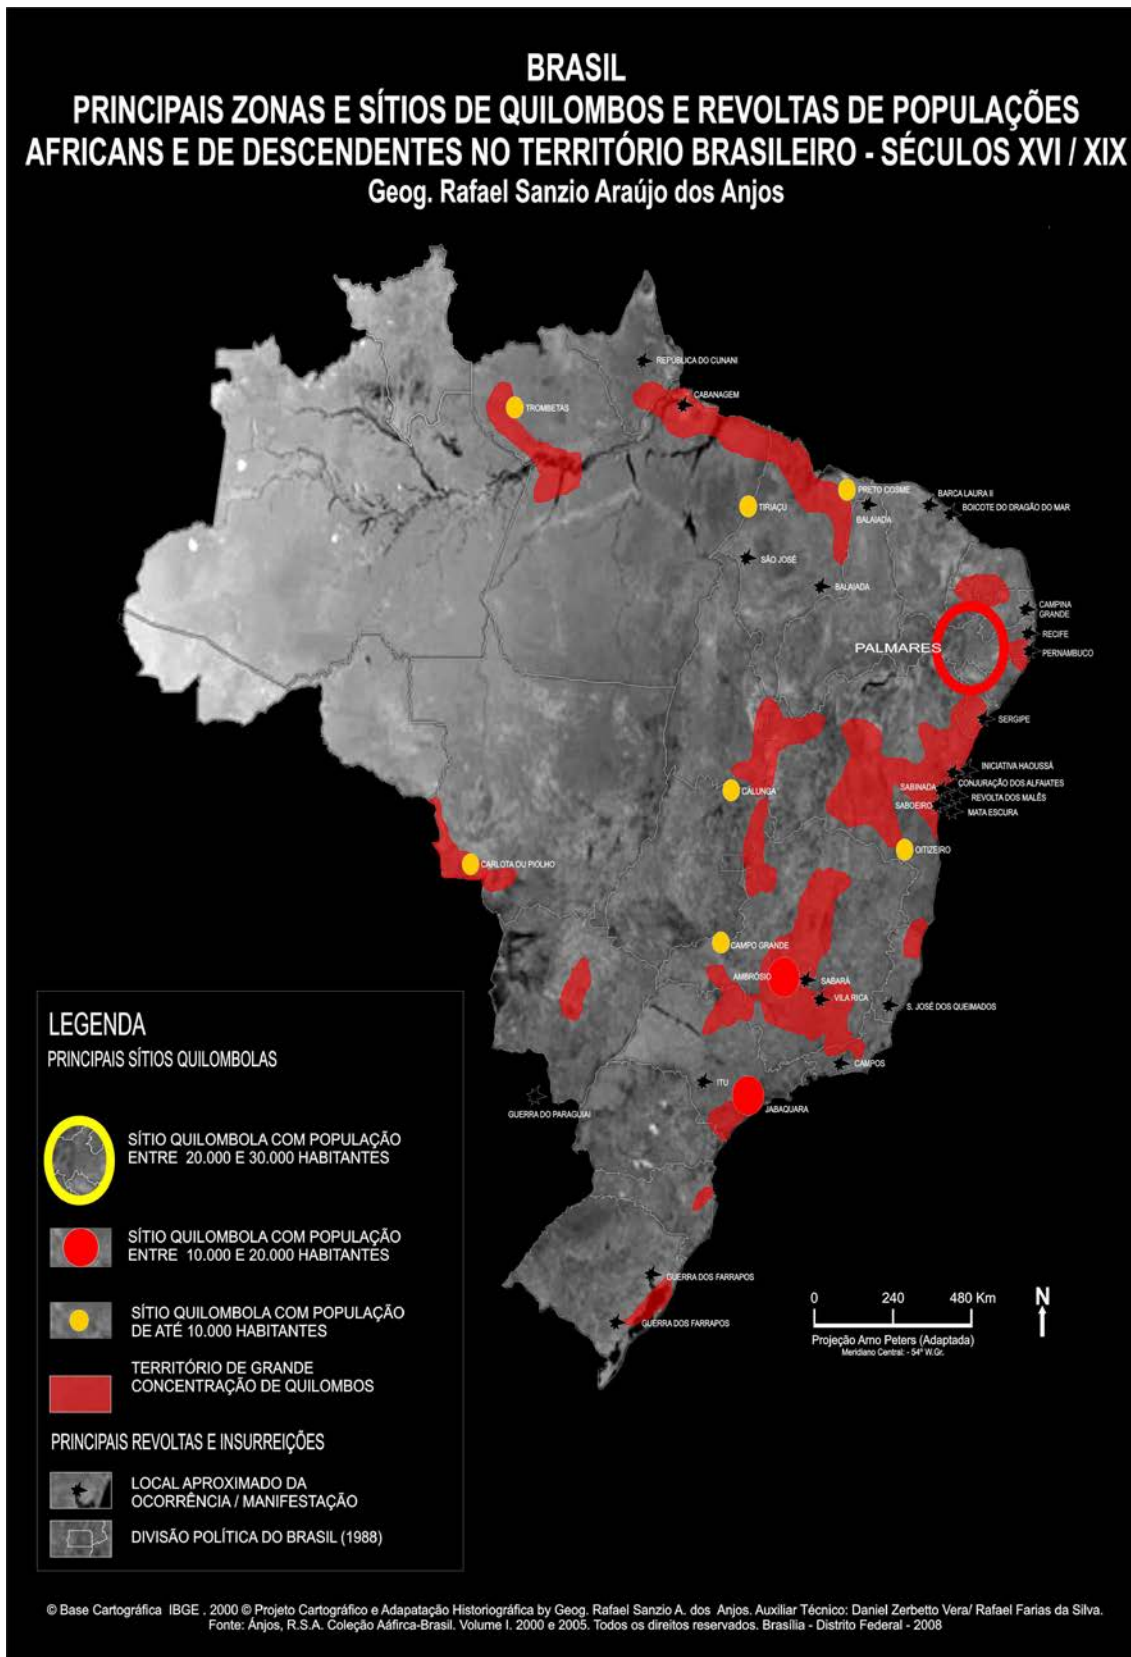 BRASIL
PRINCIPAIS ZONAS E SÍTIOS DE QUILOMBOS E REVOLTAS DE POPULAÇÕES
AFRICANS E DE DESCENDENTES NO TERRITÓRIO BRASILEIRO - SÉCULOS XVI / XIX
Geog. Rafael Sanzio Araújo dos Anjos
REPÚBLICA DO CUNANI
CABANAGEM
TROMBETAS
PRETO COSME
TIRIAÇÚ
BALAIADA
BARCA LAURA II
BOICOTE DO DRAGÃO DO MAR
SÃO JOSÉ
BALAIADA
CAMPINA
GRANDE
RECIFE
PALMARES
PERNAMBUCO
SERGIPE
INICIATIVA HAOUSSÁ
CALUNGA
SABINADA
CONJURAÇÃO DOS ALFAIATES
REVOLTA DOS MALÊS
SABOEIRO
MATA ESCURA
OITIZEIRO
CARLOTA OU PIOLHO
CAMPO GRANDE
AMBRÓSIO
SABARÁ
VILA RICA
S. JOSÉ DOS QUEIMADOS
CAMPOS
ITU
JABAQUARA
GUERRA DO PARAGUIAI
GUERRA DOS FARRAPOS
GUERRA DOS FARRAPOS
LEGENDA
PRINCIPAIS SÍTIOS QUILOMBOLAS
SÍTIO QUILOMBOLA COM POPULAÇÃO
ENTRE 20.000 E 30.000 HABITANTES
SÍTIO QUILOMBOLA COM POPULAÇÃO
ENTRE 10.000 E 20.000 HABITANTES
SÍTIO QUILOMBOLA COM POPULAÇÃO
DE ATÉ 10.000 HABITANTES
TERRITÓRIO DE GRANDE
CONCENTRAÇÃO DE QUILOMBOS
PRINCIPAIS REVOLTAS E INSURREIÇÕES
LOCAL APROXIMADO DA
OCORRÊNCIA / MANIFESTAÇÃO
DIVISÃO POLÍTICA DO BRASIL (1988)
0 240 480 Km
N
Projeção Arno Peters (Adaptada)
Meridiano Central: - 54º W.Gr.
© Base Cartográfica IBGE . 2000 © Projeto Cartográfico e Adapatação Historiográfica by Geog. Rafael Sanzio A. dos Anjos. Auxiliar Técnico: Daniel Zerbetto Vera/ Rafael Farias da Silva.
Fonte: Ánjos, R.S.A. Coleção Aáfirca-Brasil. Volume I. 2000 e 2005. Todos os direitos reservados. Brasília - Distrito Federal - 2008